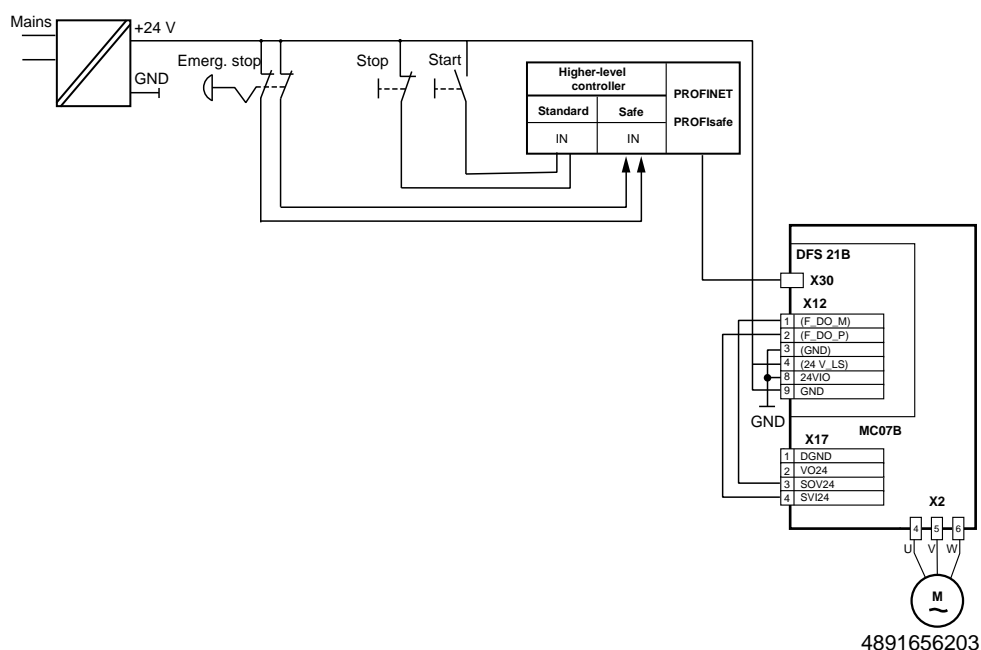 Mains
+24 V
GND
Emerg. stop
Stop
Start
Higher-level
controller
PROFINET
PROFIsafe
Standard
Safe
IN
IN
DFS 21B
X30
X12
1 (F_DO_M)
2 (F_DO_P)
3 (GND)
4 (24 V_LS)
8 24VIO
9 GND
GND
MC07B
X17
1 DGND
2 VO24
3 SOV24
4 SVI24
X2
4 5 6
U V W
M
4891656203